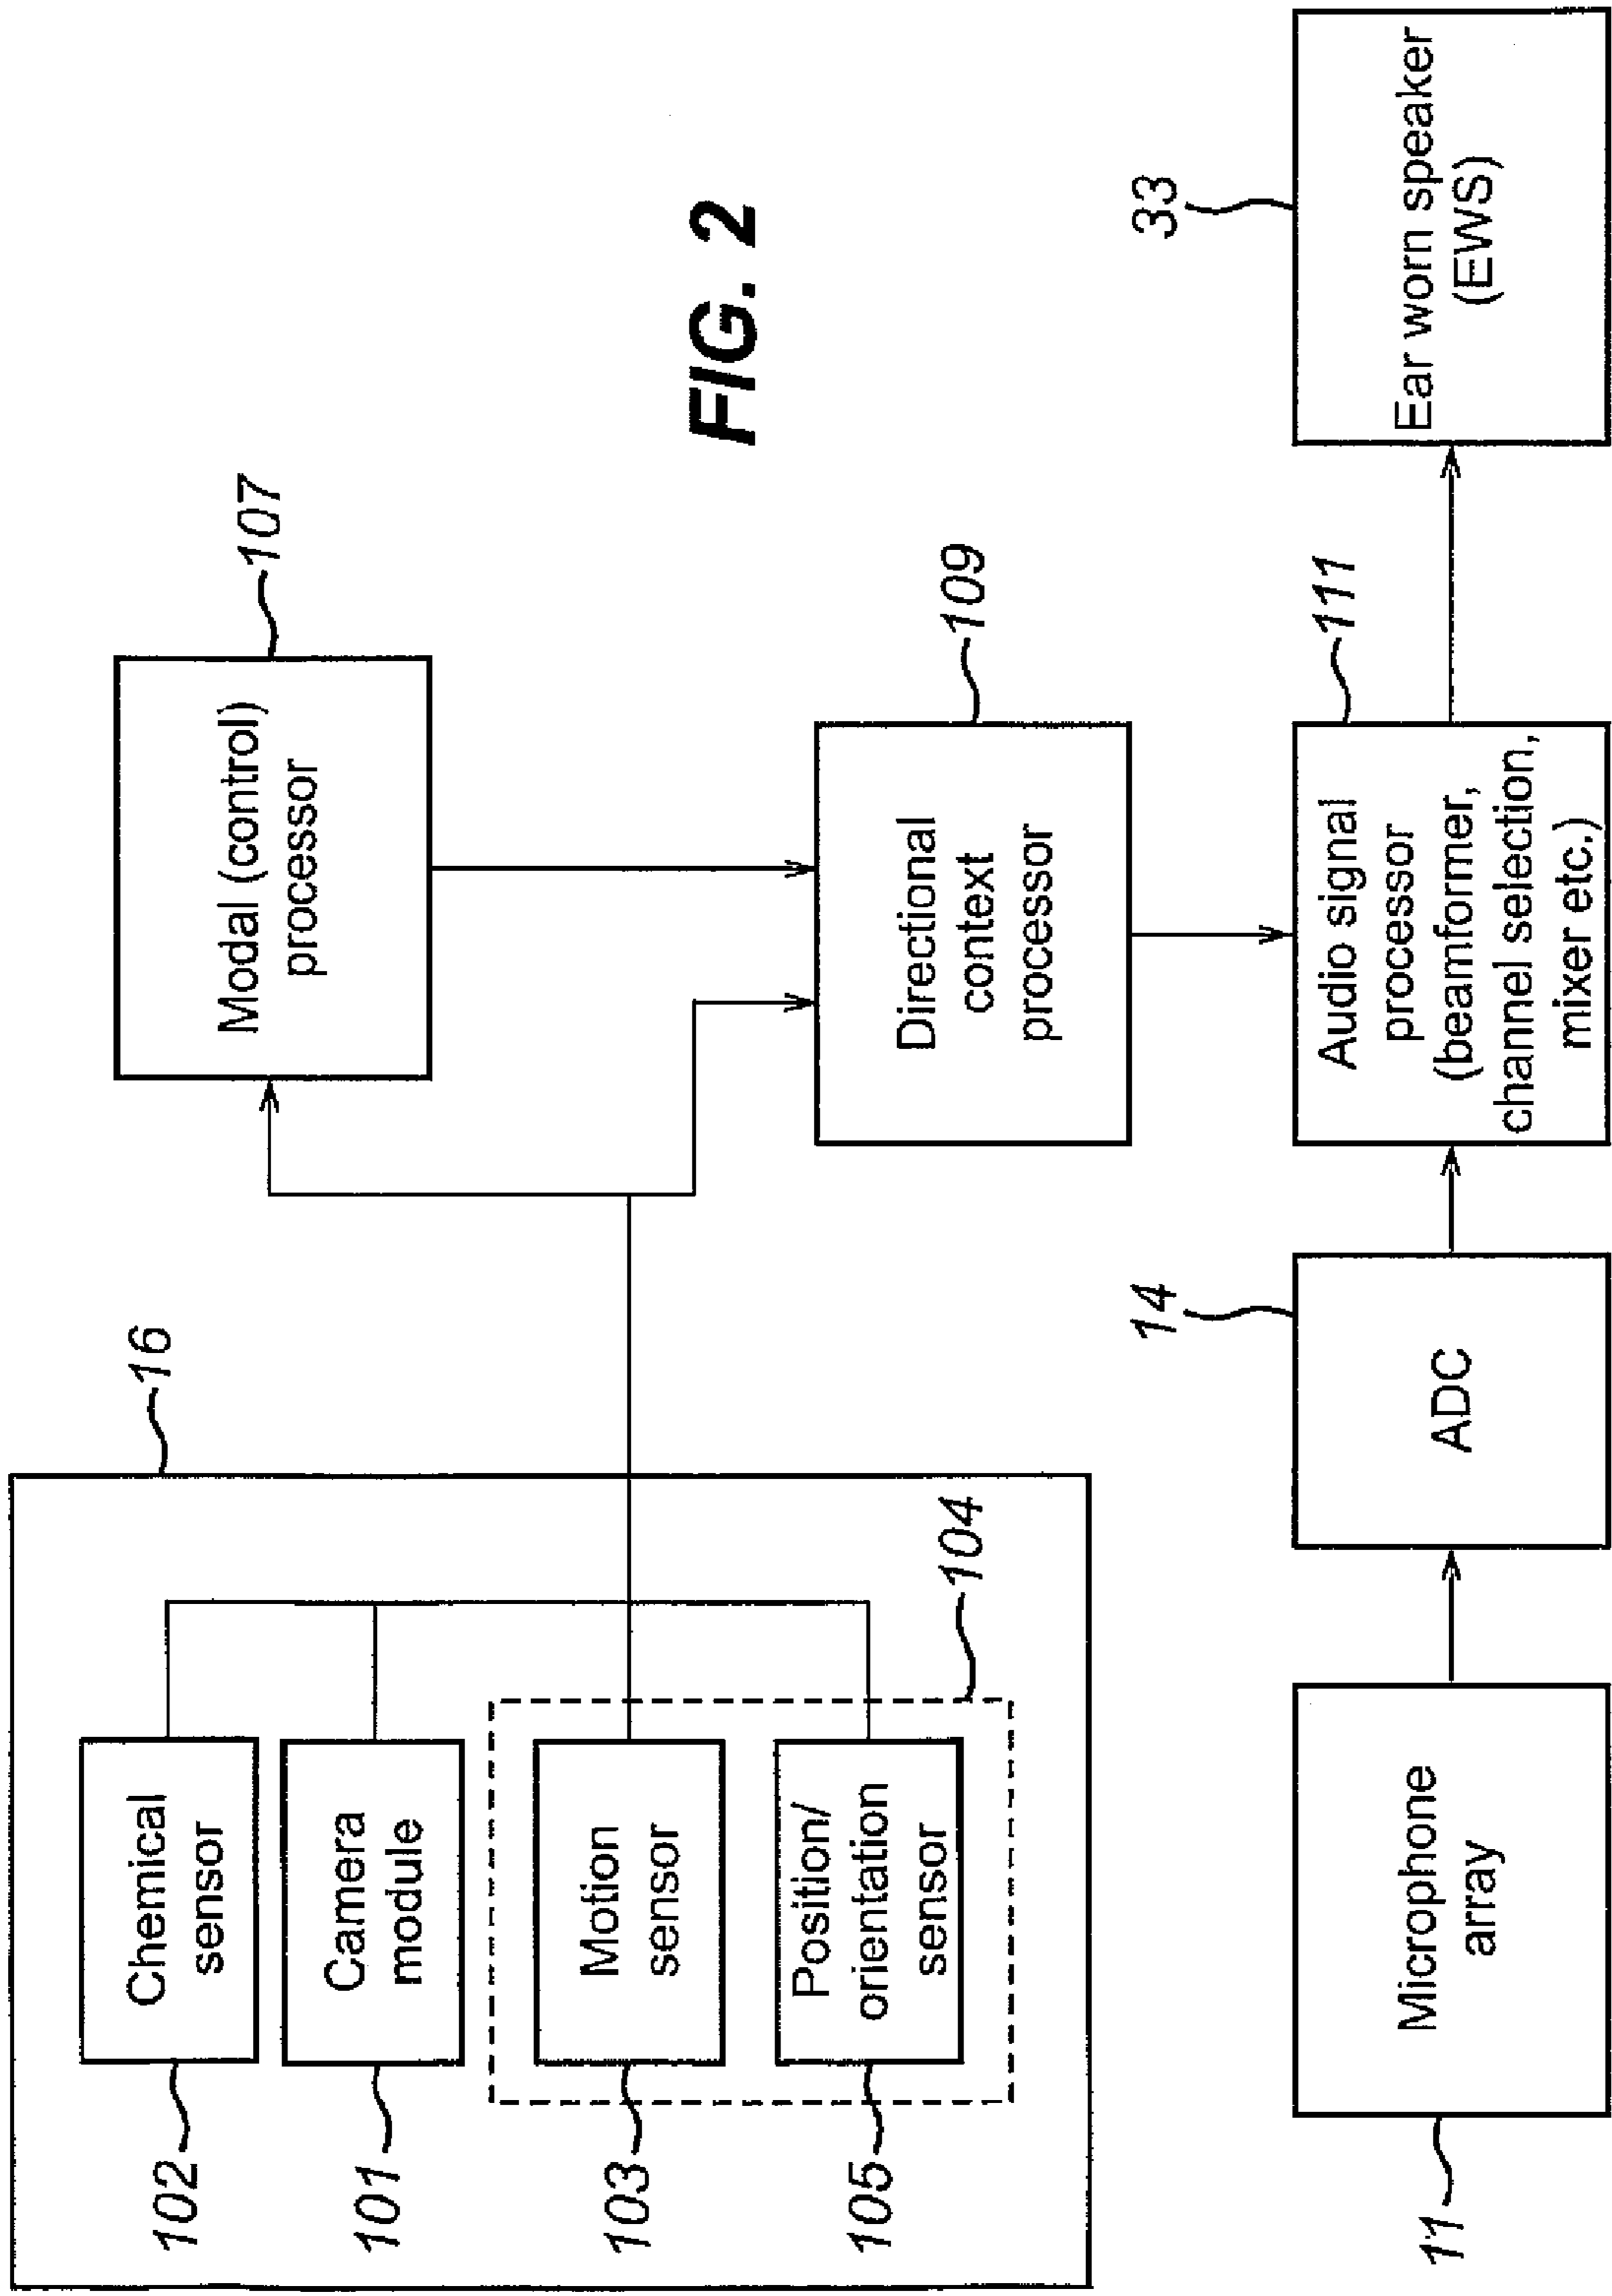 16
102
Chemical
sensor
101
Camera
module
103
Motion
sensor
105
Position/
orientation
sensor
104
Modal (control)
processor
107
FIG. 2
Directional
context
processor
109
11
Microphone
array
14
ADC
Audio signal
processor
(beamformer,
channel selection,
mixer etc.)
111
33
Ear worn speaker
(EWS)